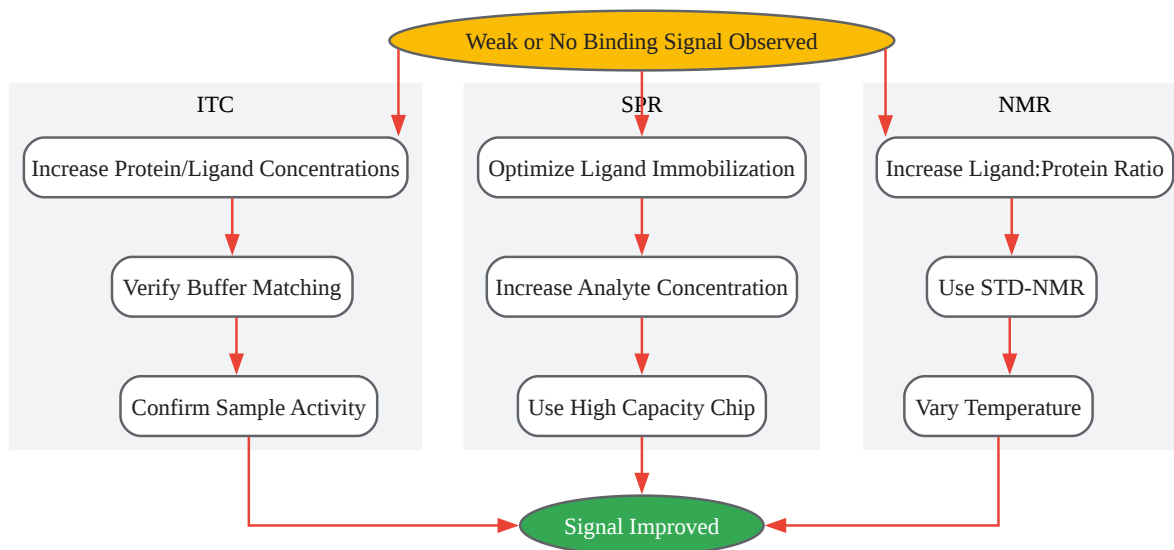 Weak or No Binding Signal Observed
ITC
SPR
NMR
Increase Protein/Ligand Concentrations
Optimize Ligand Immobilization
Increase Ligand:Protein Ratio
Verify Buffer Matching
Increase Analyte Concentration
Use STD-NMR
Confirm Sample Activity
Use High Capacity Chip
Vary Temperature
Signal Improved